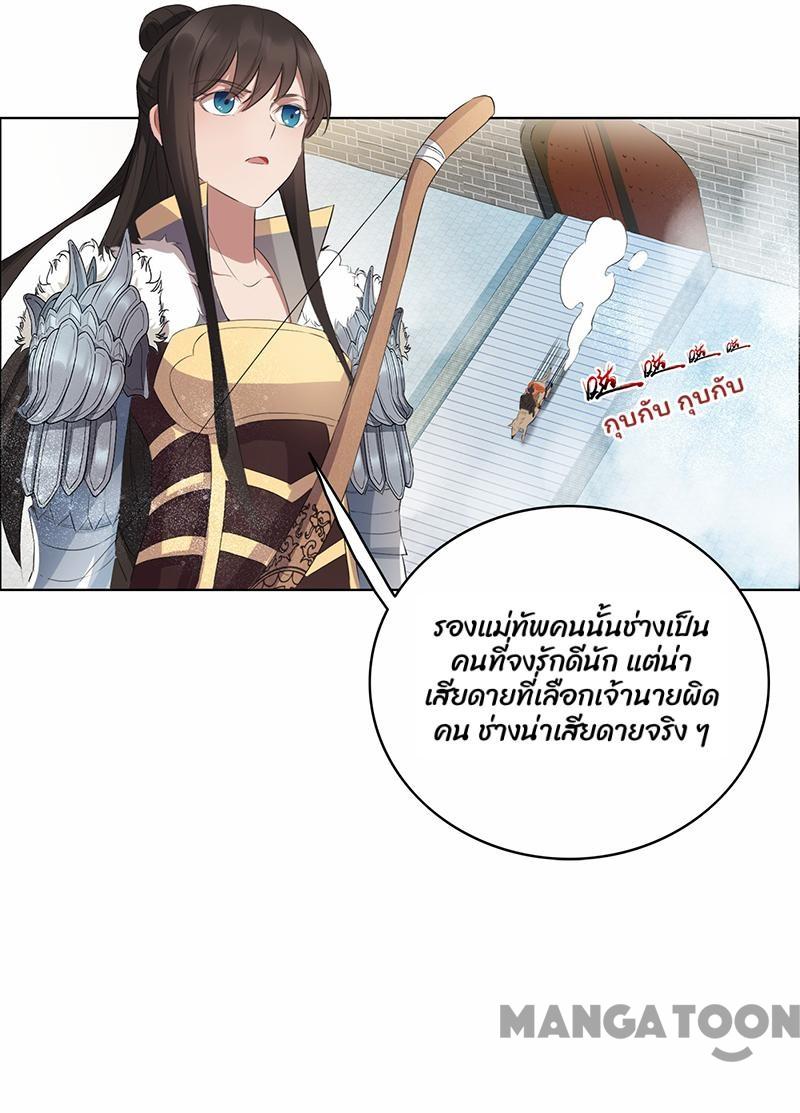 กุบกับ กุบกับ
รองแม่ทัพคนนั้นช่างเป็น
คนที่จงรักดีนัก แต่น่า
เสียดายที่เลือกเจ้านายผิด
คน ช่างน่าเสียดายจริง ๆ
MANGATOON